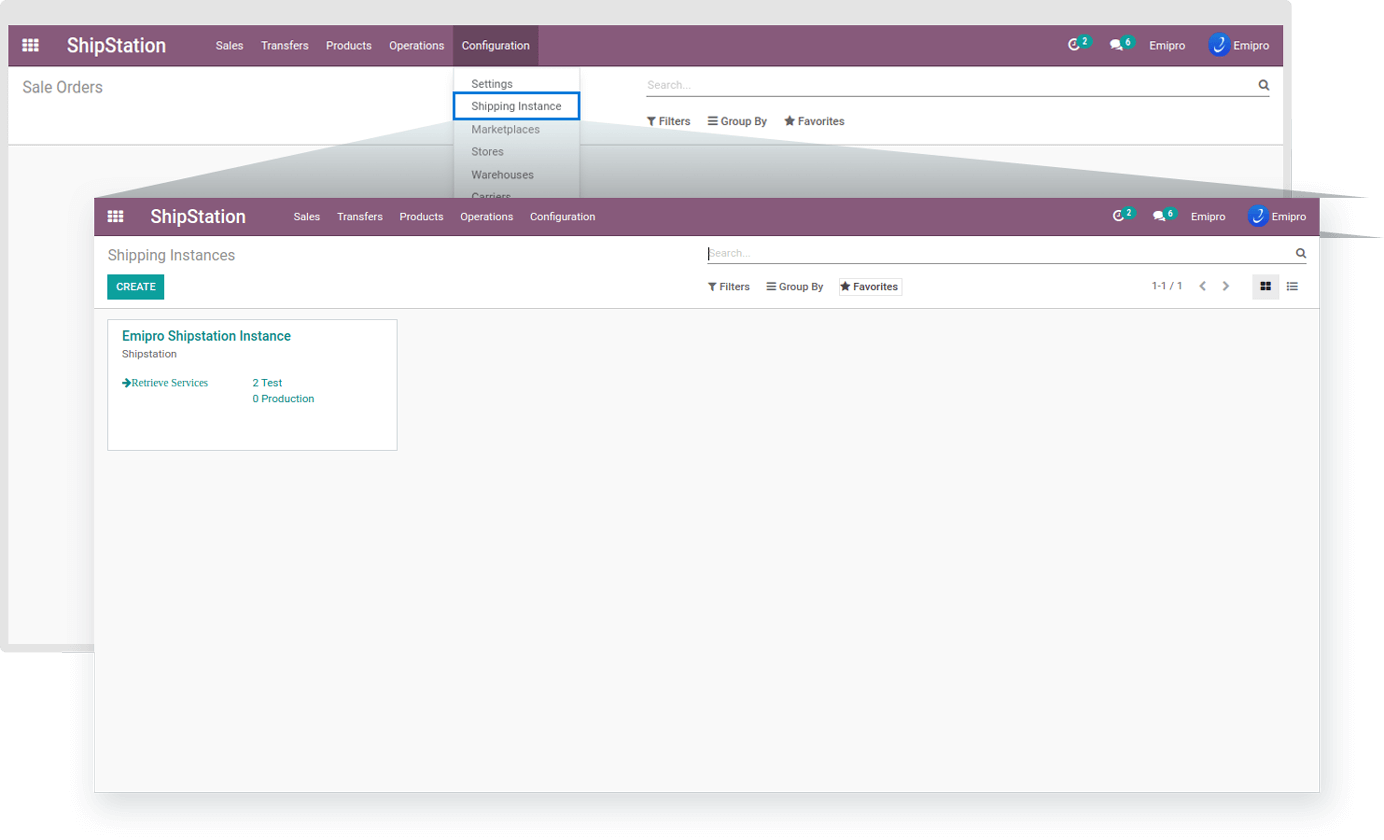 ShipStation Sales Transfers Products Operations Configuration 2 6 Emipro Emipro
Sale Orders
Search...
Filters Group By Favorites
Settings
Shipping Instance
Marketplaces
Stores
Warehouses
Carriers
ShipStation Sales Transfers Products Operations Configuration 2 6 Emipro Emipro
Shipping Instances
Search...
CREATE
Filters Group By Favorites
1-1 / 1
Emipro Shipstation Instance
Shipstation
Retrieve Services
2 Test
0 Production